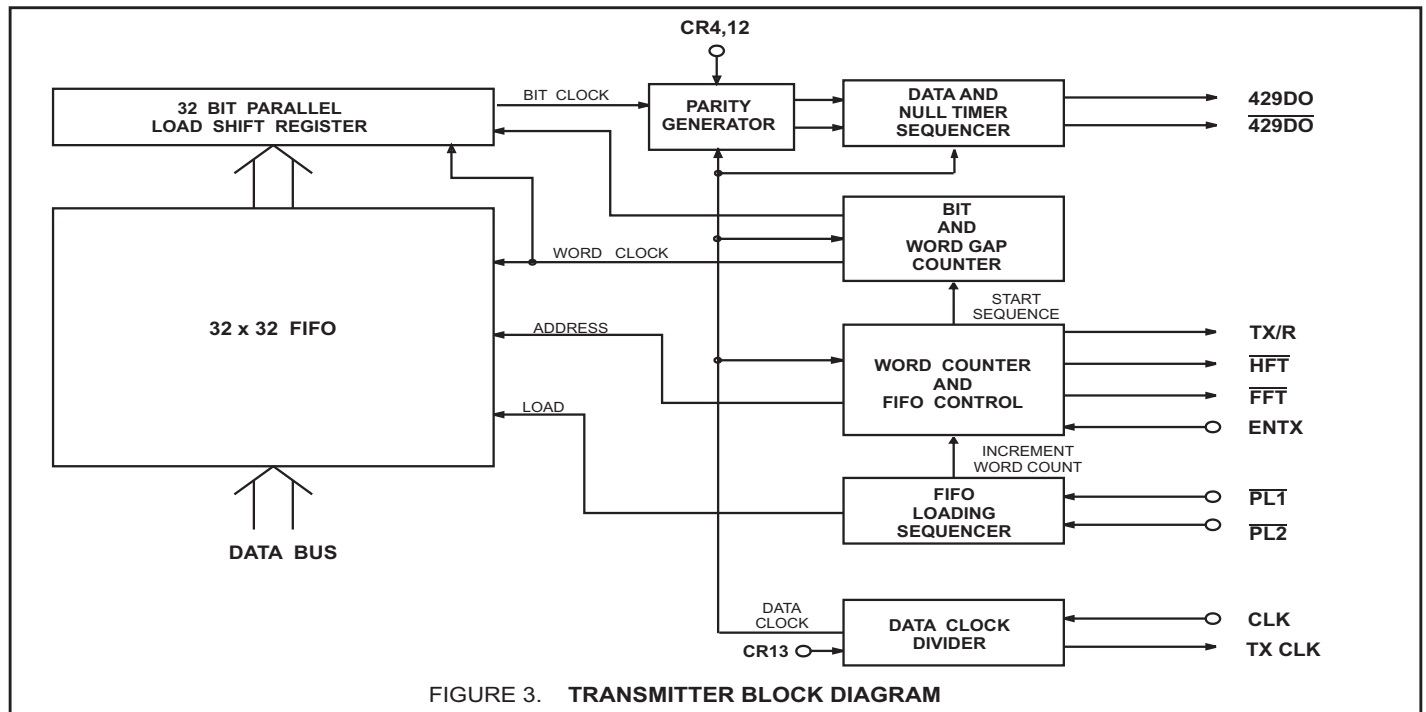 CR4,12
32 BIT PARALLEL
LOAD SHIFT REGISTER
BIT CLOCK
PARITY
GENERATOR
DATA AND
NULL TIMER
SEQUENCER
429DO
429DO
BIT
AND
WORD GAP
COUNTER
WORD CLOCK
START
SEQUENCE
32 x 32 FIFO
ADDRESS
WORD COUNTER
AND
FIFO CONTROL
TX/R
HFT
FFT
ENTX
LOAD
INCREMENT
WORD COUNT
FIFO
LOADING
SEQUENCER
PL1
PL2
DATA BUS
DATA
CLOCK
DATA CLOCK
DIVIDER
CR13
CLK
TX CLK
FIGURE 3. TRANSMITTER BLOCK DIAGRAM